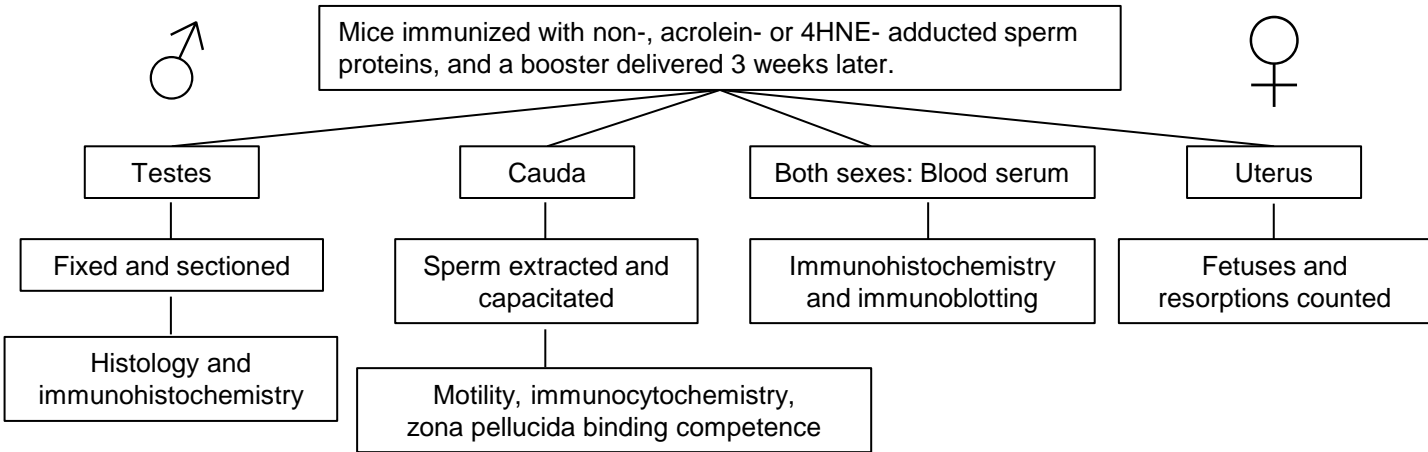 Mice immunized with non-, acrolein- or 4HNE- adducted sperm
proteins, and a booster delivered 3 weeks later.
Testes
Cauda
Both sexes: Blood serum
Uterus
Fixed and sectioned
Sperm extracted and
capacitated
Immunohistochemistry
and immunoblotting
Fetuses and
resorptions counted
Histology and
immunohistochemistry
Motility, immunocytochemistry,
zona pellucida binding competence